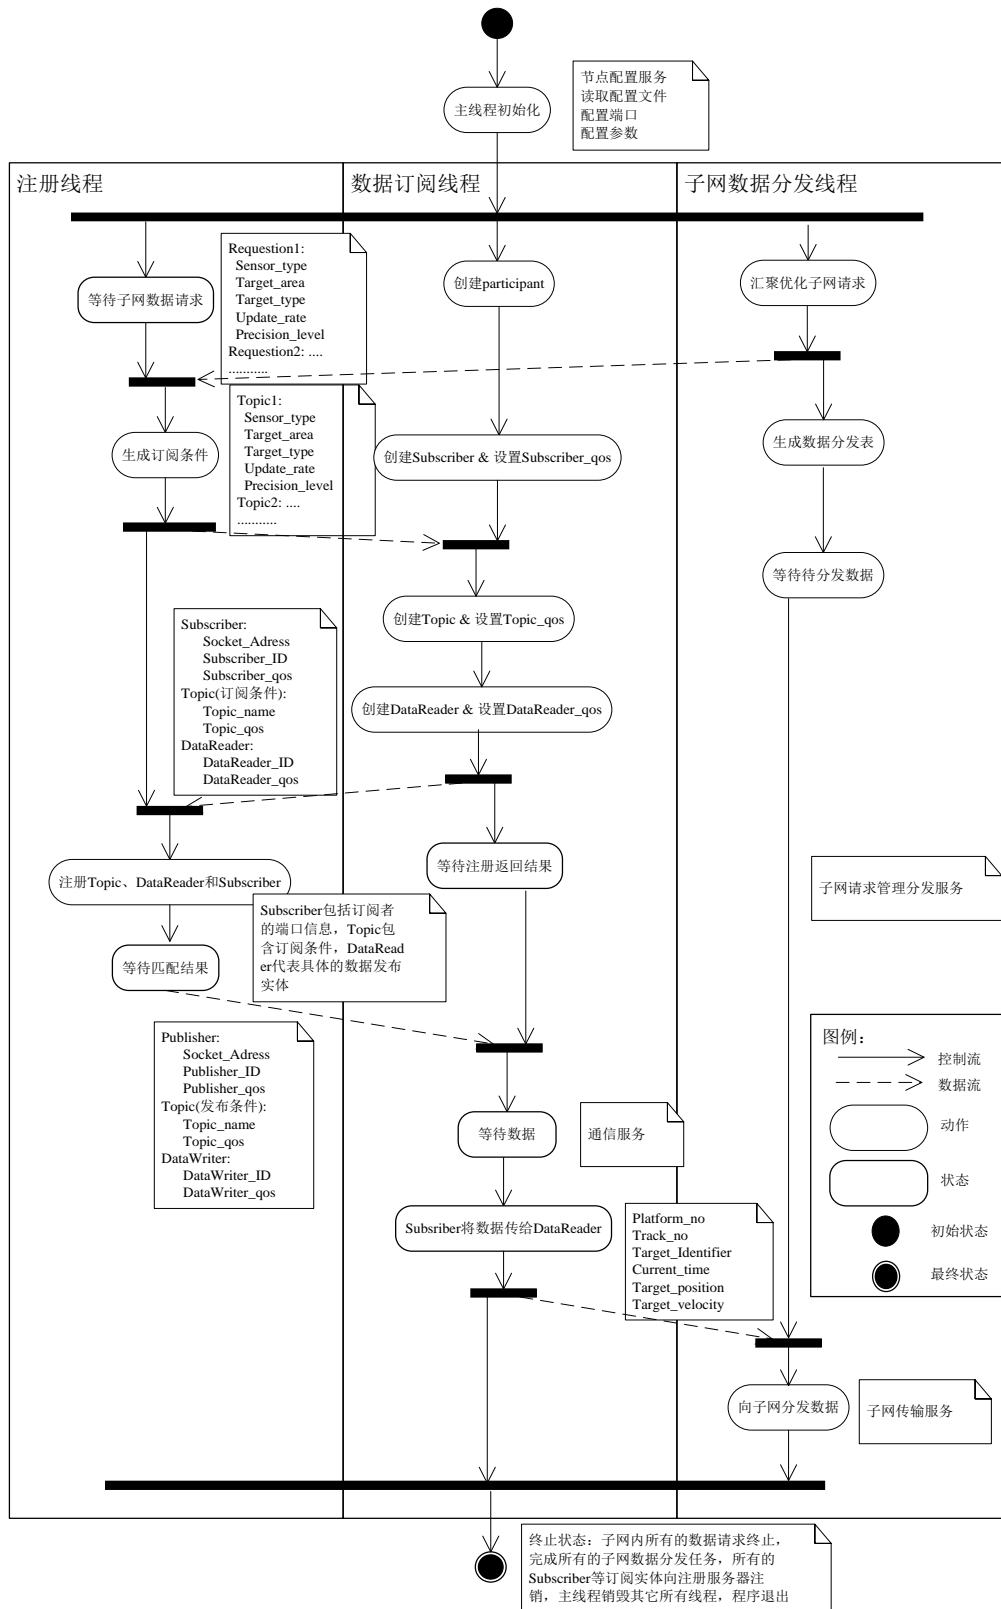 主线程初始化
节点配置服务
读取配置文件
配置端口
配置参数
注册线程
数据订阅线程
子网数据分发线程
等待子网数据请求
Requestion1:
Sensor_type
Target_area
Target_type
Update_rate
Precision_level
Requestion2: ....
...........
创建participant
汇聚优化子网请求
生成订阅条件
Topic1:
Sensor_type
Target_area
Target_type
Update_rate
Precision_level
Topic2: ....
...........
创建Subscriber & 设置Subscriber_qos
生成数据分发表
等待待分发数据
创建Topic & 设置Topic_qos
Subscriber:
Socket_Adress
Subscriber_ID
Subscriber_qos
Topic(订阅条件):
Topic_name
Topic_qos
DataReader:
DataReader_ID
DataReader_qos
创建DataReader & 设置DataReader_qos
注册Topic、DataReader和Subscriber
等待注册返回结果
子网请求管理分发服务
Subscriber包括订阅者
的端口信息，Topic包
含订阅条件，DataRead
er代表具体的数据发布
实体
等待匹配结果
Publisher:
Socket_Adress
Publisher_ID
Publisher_qos
Topic(发布条件):
Topic_name
Topic_qos
DataWriter:
DataWriter_ID
DataWriter_qos
图例：
控制流
数据流
动作
状态
初始状态
最终状态
等待数据
通信服务
Subsriber将数据传给DataReader
Platform_no
Track_no
Target_Identifier
Current_time
Target_position
Target_velocity
向子网分发数据
子网传输服务
终止状态：子网内所有的数据请求终止，
完成所有的子网数据分发任务，所有的
Subscriber等订阅实体向注册服务器注
销，主线程销毁其它所有线程，程序退出